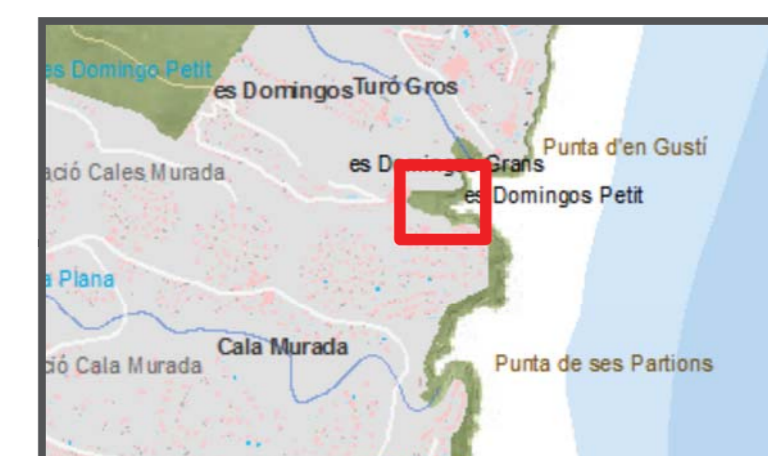 es Domingo Petit
es Domingos
Turó Gros
Punta d'en Gustí
es Domingos Grans
ació Cales Murada
es Domingos Petit
a Plana
Cala Murada
ció Cala Murada
Punta de ses Partions